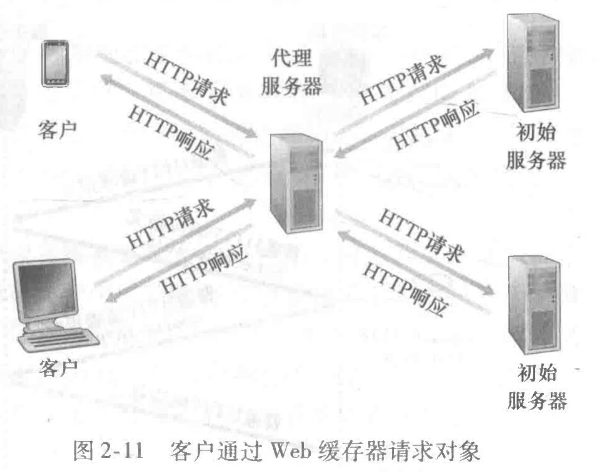 代理
服务器
HTTP请求
HTTP响应
HTTP请求
HTTP响应
客户
初始
服务器
HTTP请求
HTTP响应
HTTP请求
HTTP响应
客户
初始
服务器
图 2-11 客户通过 Web 缓存器请求对象